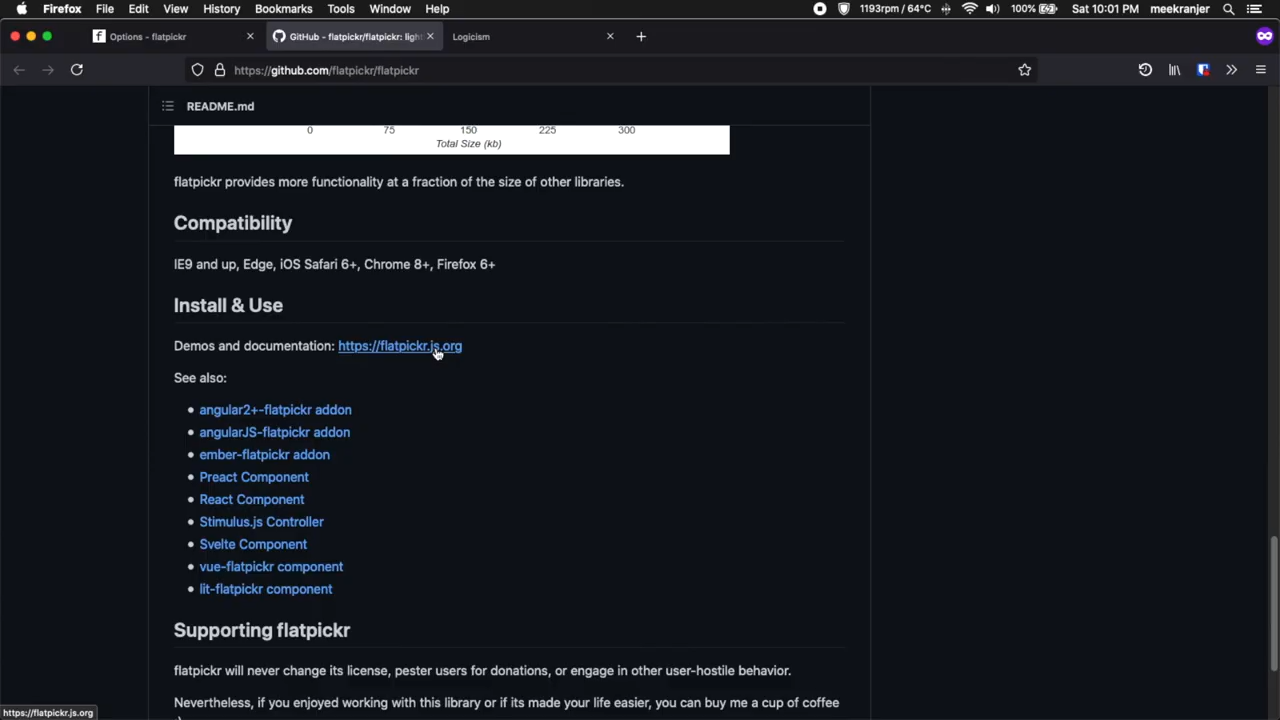 Firefox File Edit View History Bookmarks Tools Window Help 1193rpm / 64°C 100% Sat 10:01 PM meekranjer
Options - flatpickr GitHub - flatpickr/flatpickr: ligh Logicism
https://github.com/flatpickr/flatpickr
README.md
0 75 150 225 300
Total Size (kb)
flatpickr provides more functionality at a fraction of the size of other libraries.
Compatibility
IE9 and up, Edge, iOS Safari 6+, Chrome 8+, Firefox 6+
Install & Use
Demos and documentation: https://flatpickr.js.org
See also:
angular2+-flatpickr addon
angularJS-flatpickr addon
ember-flatpickr addon
Preact Component
React Component
Stimulus.js Controller
Svelte Component
vue-flatpickr component
lit-flatpickr component
Supporting flatpickr
flatpickr will never change its license, pester users for donations, or engage in other user-hostile behavior.
Nevertheless, if you enjoyed working with this library or if its made your life easier, you can buy me a cup of coffee
https://flatpickr.js.org